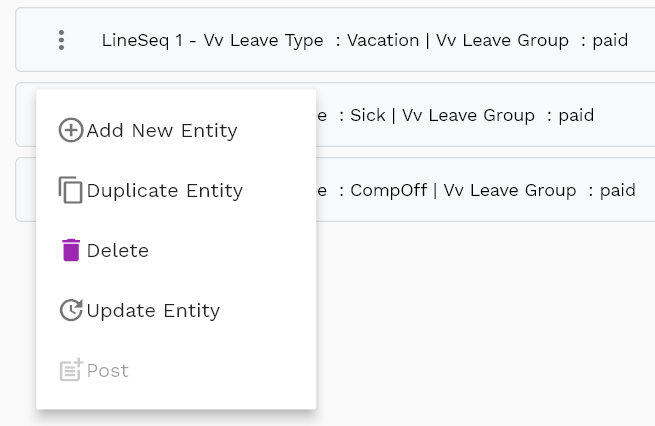 LineSeq 1 - Vv Leave Type : Vacation | Vv Leave Group : paid
e : Sick | Vv Leave Group : paid
Add New Entity
Duplicate Entity
e : CompOff | Vv Leave Group : paid
Delete
Update Entity
Post